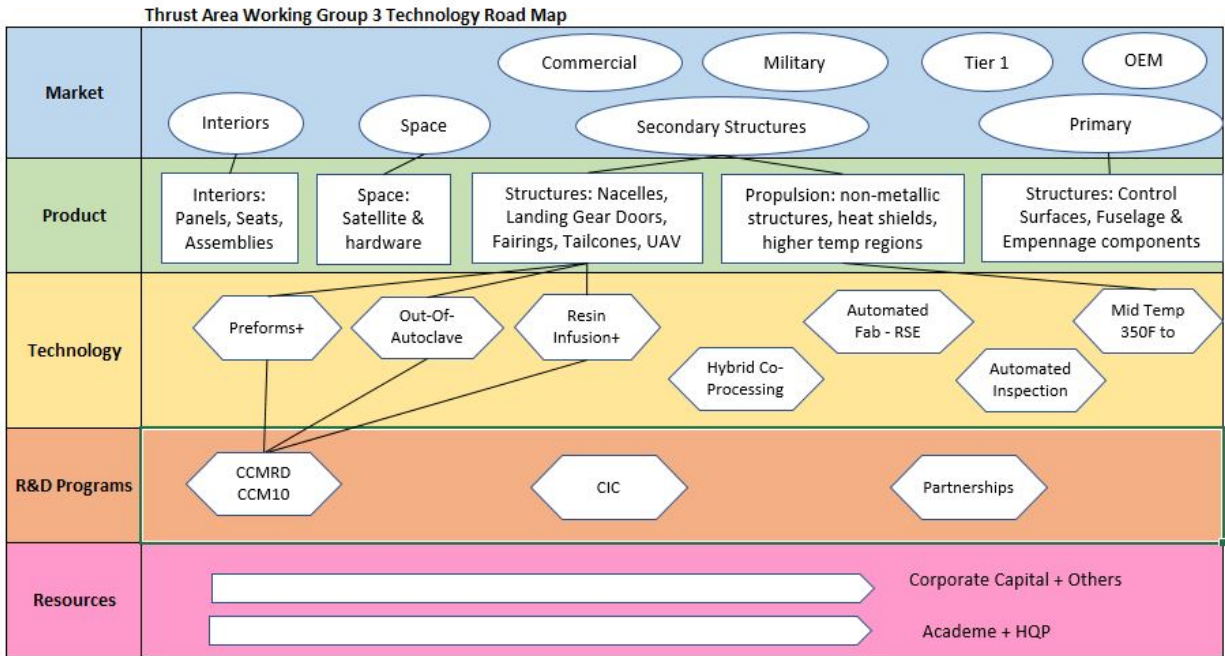 Thrust Area Working Group 3 Technology Road Map
Market
Commercial
Military
Tier 1
OEM
Interiors
Space
Secondary Structures
Primary
Product
Interiors:
Panels, Seats,
Assemblies
Space:
Satellite &
hardware
Structures: Nacelles,
Landing Gear Doors,
Fairings, Tailcones, UAV
Propulsion: non-metallic
structures, heat shields,
higher temp regions
Structures: Control
Surfaces, Fuselage &
Empennage components
Technology
Preforms+
Out-Of-
Autoclave
Resin
Infusion+
Automated
Fab - RSE
Mid Temp
350F to
Hybrid Co-
Processing
Automated
Inspection
R&D Programs
CCMRD
CCM10
CIC
Partnerships
Resources
Corporate Capital + Others
Academe + HQP